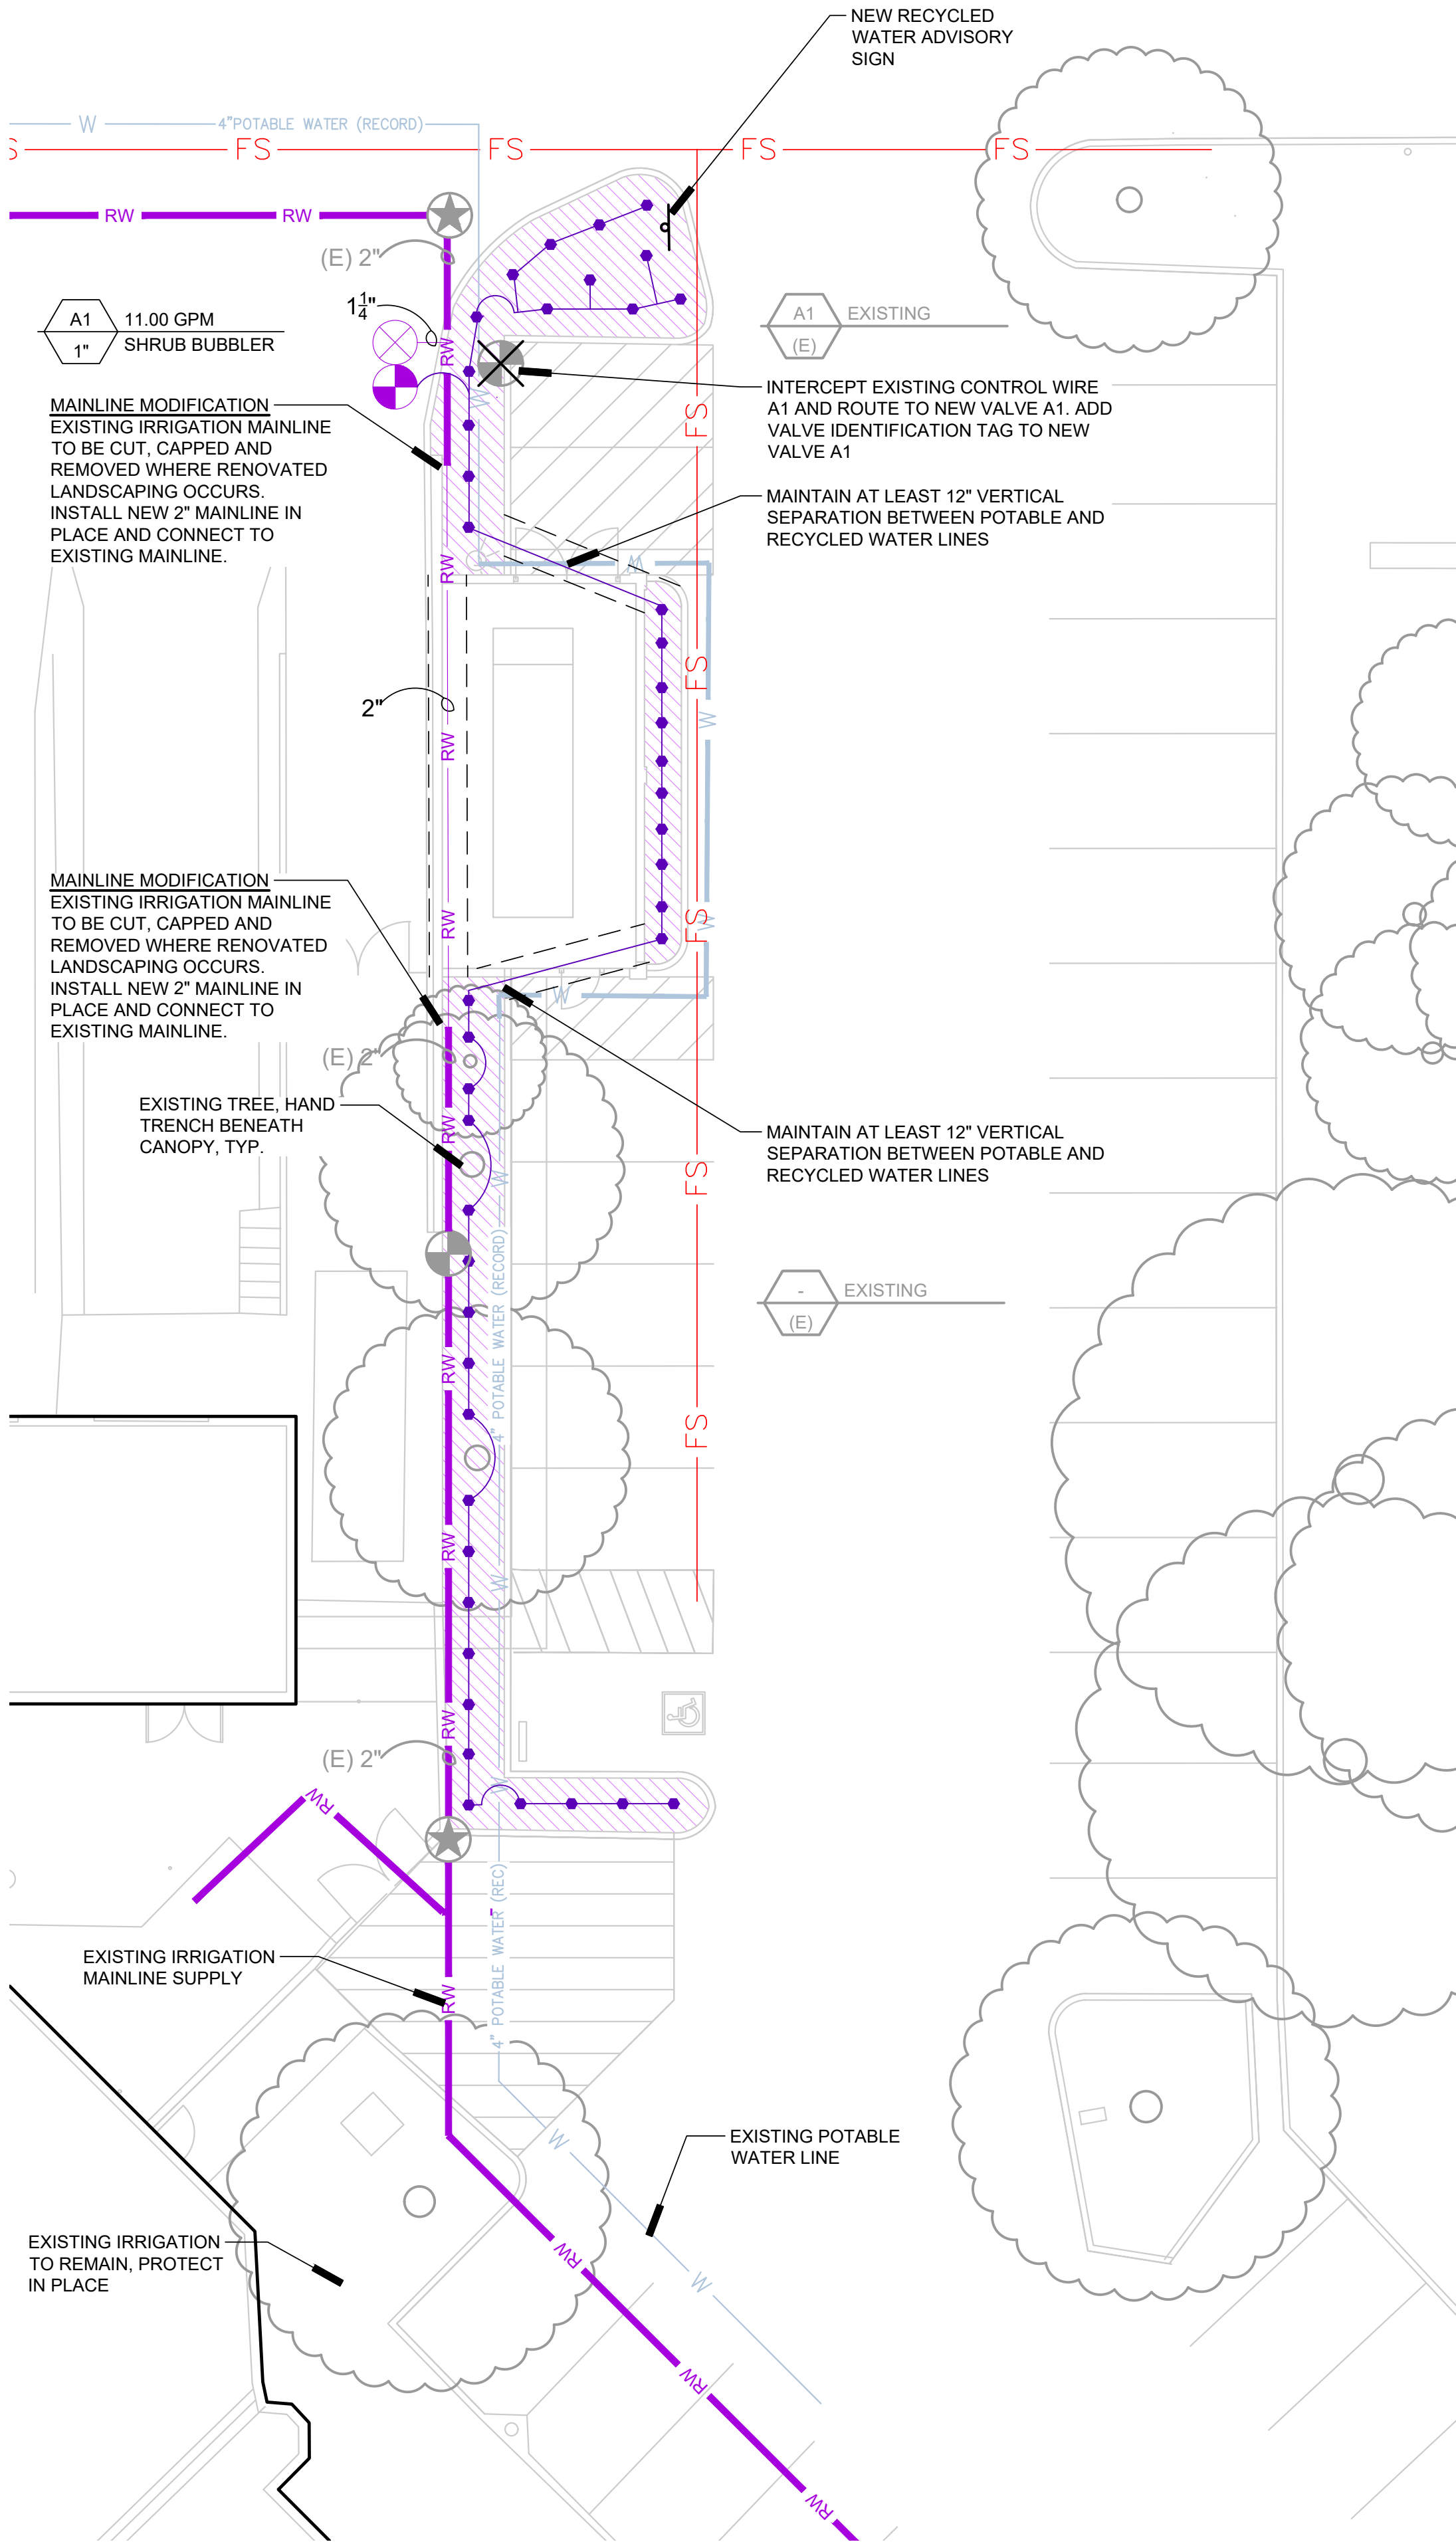 NEW RECYCLED
WATER ADVISORY
SIGN
W
4"POTABLE WATER (RECORD)
FS
FS
FS
FS
RW
RW
(E) 2"
1 1/4"
A1
1"
11.00 GPM
SHRUB BUBBLER
A1
(E)
EXISTING
RW
W
FS
INTERCEPT EXISTING CONTROL WIRE
A1 AND ROUTE TO NEW VALVE A1. ADD
VALVE IDENTIFICATION TAG TO NEW
VALVE A1
MAINLINE MODIFICATION
EXISTING IRRIGATION MAINLINE
TO BE CUT, CAPPED AND
REMOVED WHERE RENOVATED
LANDSCAPING OCCURS.
INSTALL NEW 2" MAINLINE IN
PLACE AND CONNECT TO
EXISTING MAINLINE.
MAINTAIN AT LEAST 12" VERTICAL
SEPARATION BETWEEN POTABLE AND
RECYCLED WATER LINES
RW
W
FS
2"
W
RW
MAINLINE MODIFICATION
EXISTING IRRIGATION MAINLINE
TO BE CUT, CAPPED AND
REMOVED WHERE RENOVATED
LANDSCAPING OCCURS.
INSTALL NEW 2" MAINLINE IN
PLACE AND CONNECT TO
EXISTING MAINLINE.
RW
FS
W
W
(E) 2"
EXISTING TREE, HAND
TRENCH BENEATH
CANOPY, TYP.
RW
MAINTAIN AT LEAST 12" VERTICAL
SEPARATION BETWEEN POTABLE AND
RECYCLED WATER LINES
W
FS
4" POTABLE WATER (RECORD)
-
(E)
EXISTING
RW
FS
RW
W
RW
(E) 2"
W
RW
4" POTABLE WATER (REC)
EXISTING IRRIGATION
MAINLINE SUPPLY
RW
W
EXISTING POTABLE
WATER LINE
EXISTING IRRIGATION
TO REMAIN, PROTECT
IN PLACE
RW
W
RW
RW